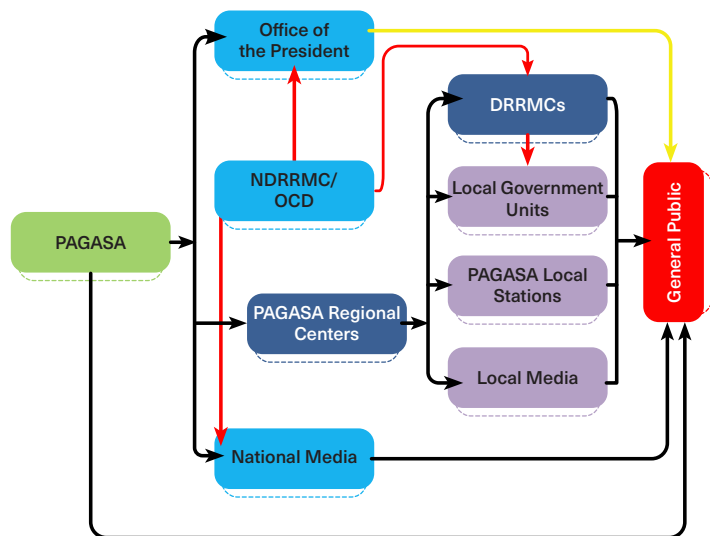 Office of
the President
DRRMCs
NDRRMC/
OCD
Local Government
Units
PAGASA
General Public
PAGASA Local
Stations
PAGASA Regional
Centers
Local Media
National Media